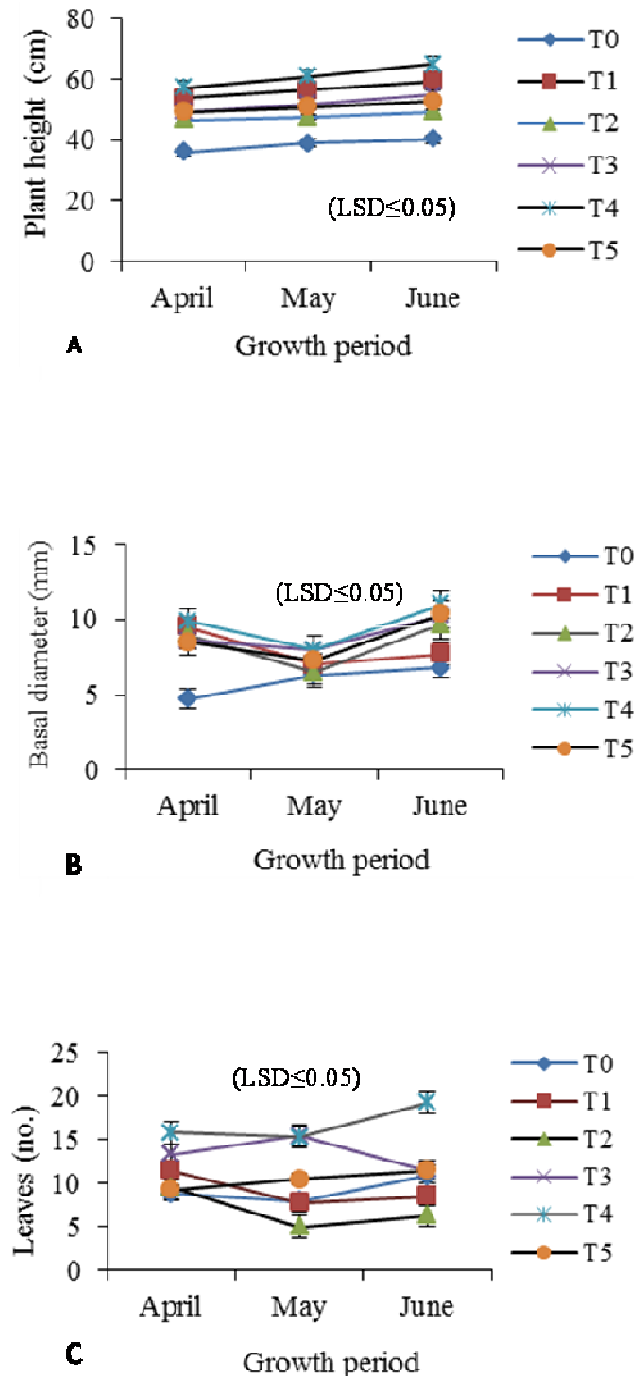 80
60
40
20
0
Plant height (cm)
(LSD≤0.05)
April May June
Growth period
A
T0
T1
T2
T3
T4
T5
15
10
5
0
Basal diameter (mm)
(LSD≤0.05)
April May June
Growth period
B
T0
T1
T2
T3
T4
T5
25
20
15
10
5
0
Leaves (no.)
(LSD≤0.05)
April May June
Growth period
C
T0
T1
T2
T3
T4
T5